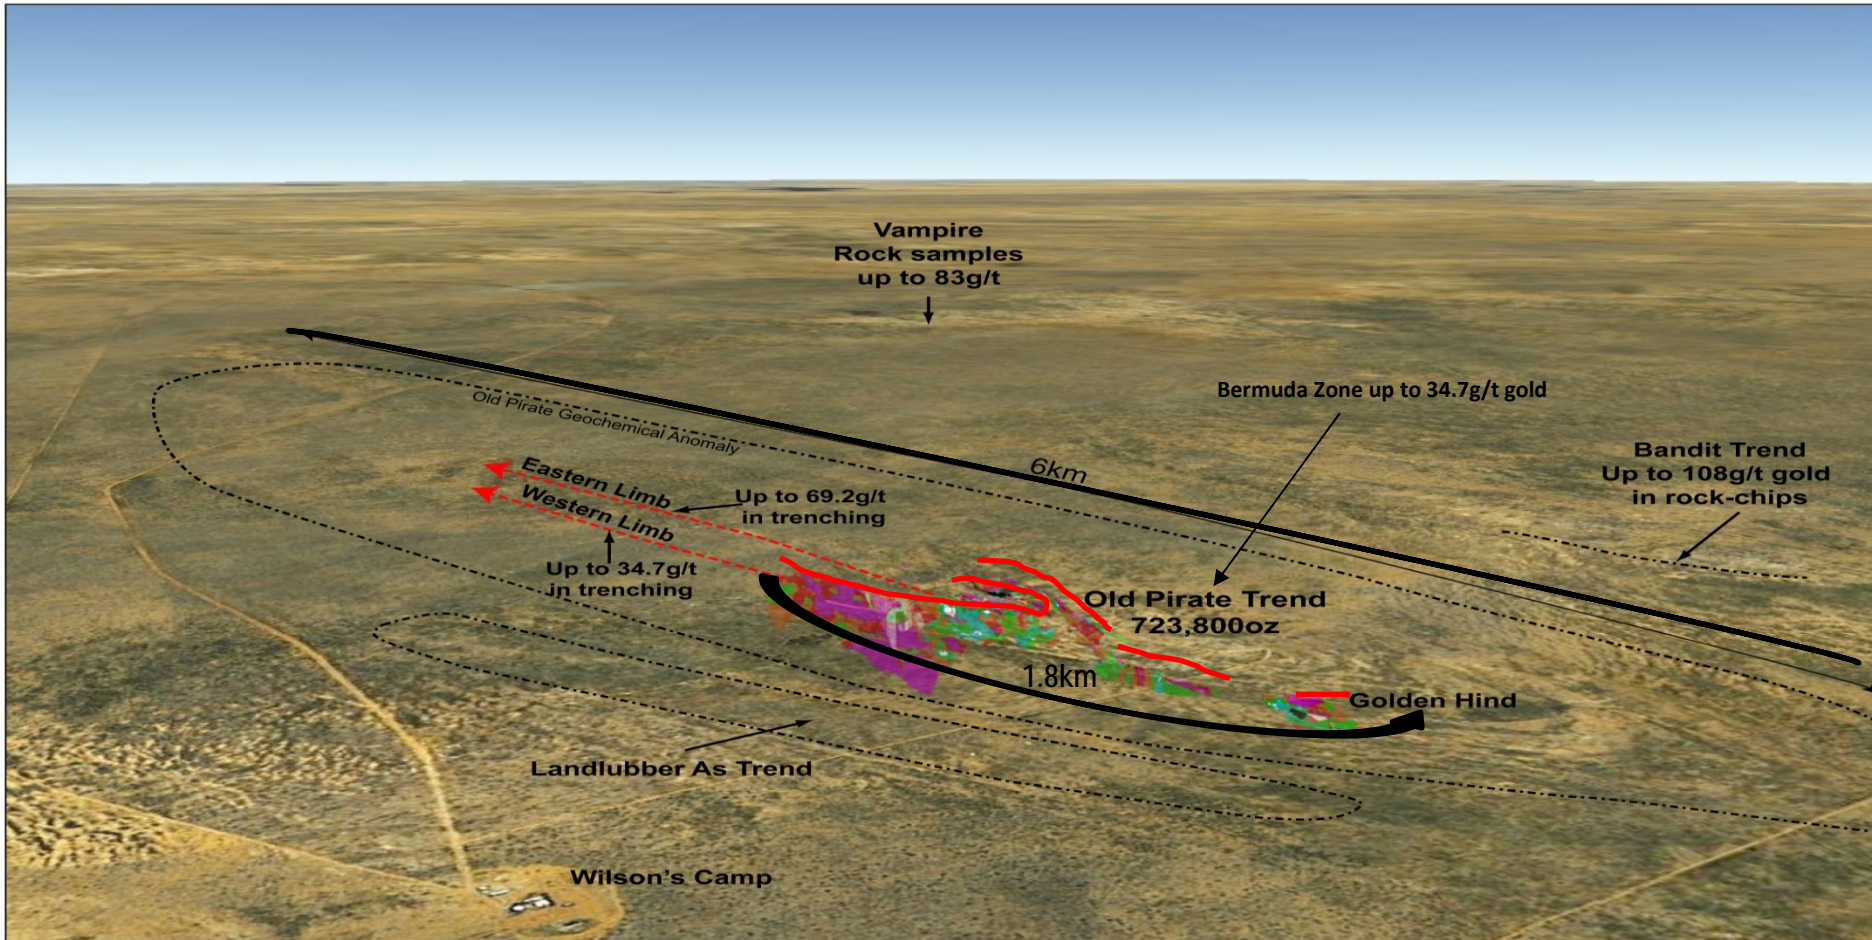 Vampire
Rock samples
up to 83g/t
Bermuda Zone up to 34.7g/t gold
Old Pirate Geochemical Anomaly
6km
Bandit Trend
Up to 108g/t gold
in rock-chips
Eastern Limb
Western Limb
Up to 69.2g/t
in trenching
Up to 34.7g/t
in trenching
Old Pirate Trend
723,800oz
1.8km
Golden Hind
Landlubber As Trend
Wilson's Camp